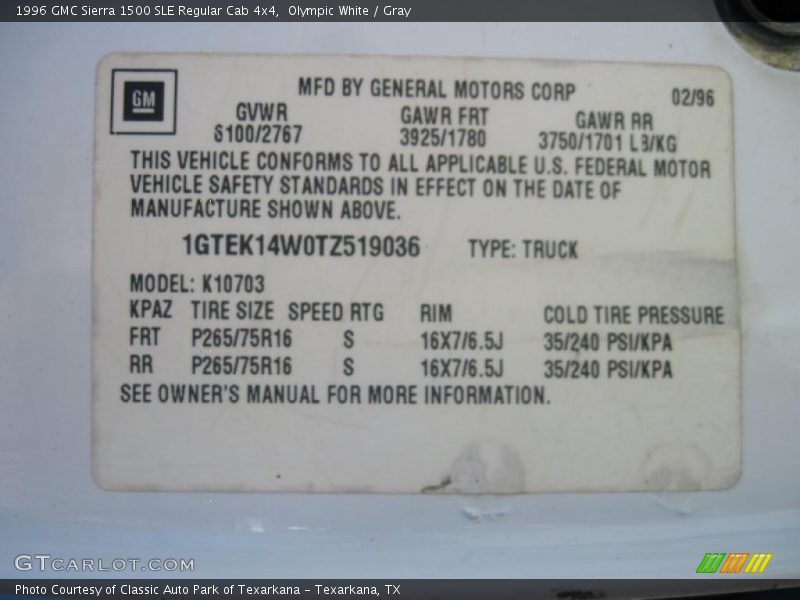 1996 GMC Sierra 1500 SLE Regular Cab 4x4,  Olympic White / Gray
GM
MFD BY GENERAL MOTORS CORP
02/96
GVWR GAWR FRT GAWR RR
6100/2767 3925/1780 3750/1701 LB/KG
THIS VEHICLE CONFORMS TO ALL APPLICABLE U.S. FEDERAL MOTOR
VEHICLE SAFETY STANDARDS IN EFFECT ON THE DATE OF
MANUFACTURE SHOWN ABOVE.
1GTEK14W0TZ519036 TYPE: TRUCK
MODEL: K10703
KPAZ TIRE SIZE SPEED RTG RIM COLD TIRE PRESSURE
FRT P265/75R16 S 16X7/6.5J 35/240 PSI/KPA
RR P265/75R16 S 16X7/6.5J 35/240 PSI/KPA
SEE OWNER'S MANUAL FOR MORE INFORMATION.
GTCARLOT.COM
Photo Courtesy of Classic Auto Park of Texarkana - Texarkana, TX